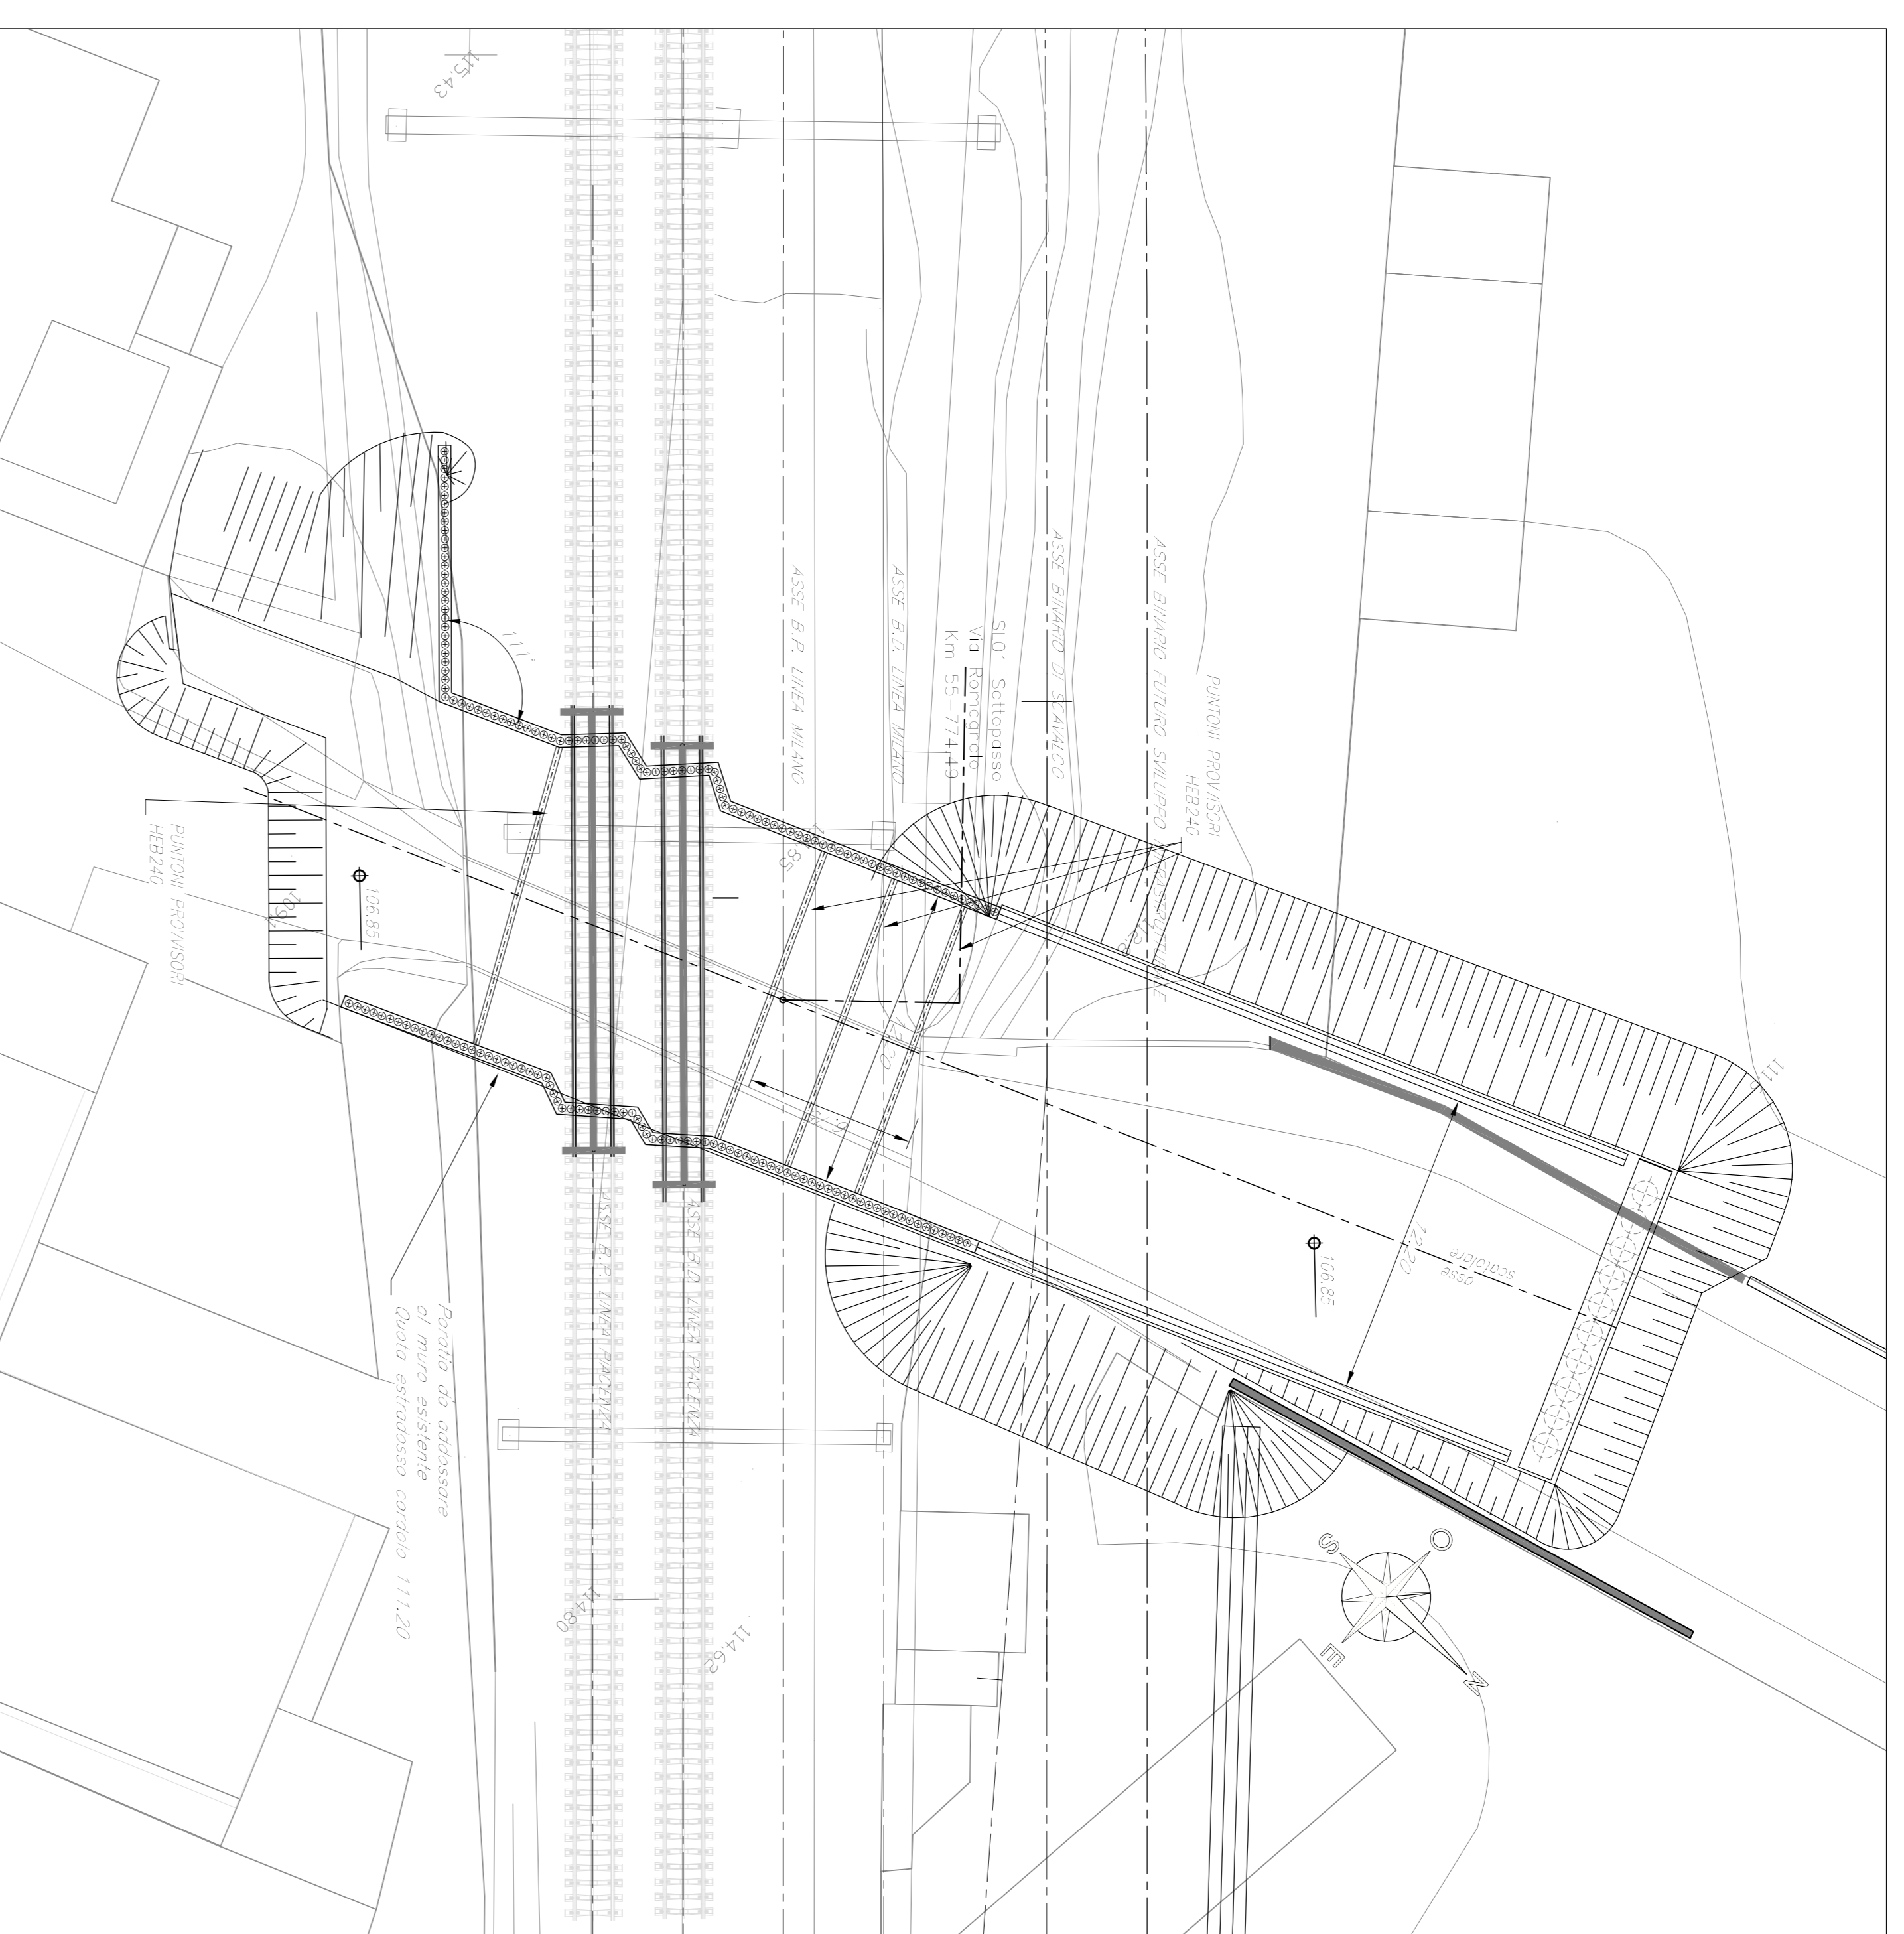 115.43
111°
ASSE B.P. LINEA MILANO
ASSE B.D. LINEA MILANO
SL01 Sottopasso
Via Romagnolo
Km 55+774.49
ASSE BINARIO DI SCAVALCO
ASSE BINARIO FUTURO SVILUPPO
PUNTONI PROVVISORI
HEB240
PUNTONI PROVVISORI
HEB240
106.85
12.20
106.85
asse
scatolare
ASSE B.P. LINEA PIACENZA
ASSE B.D. LINEA PIACENZA
Paratia da addossare
al muro esistente
Quota estradosso cordolo 111.20
114.80
114.62
O
S
E
N